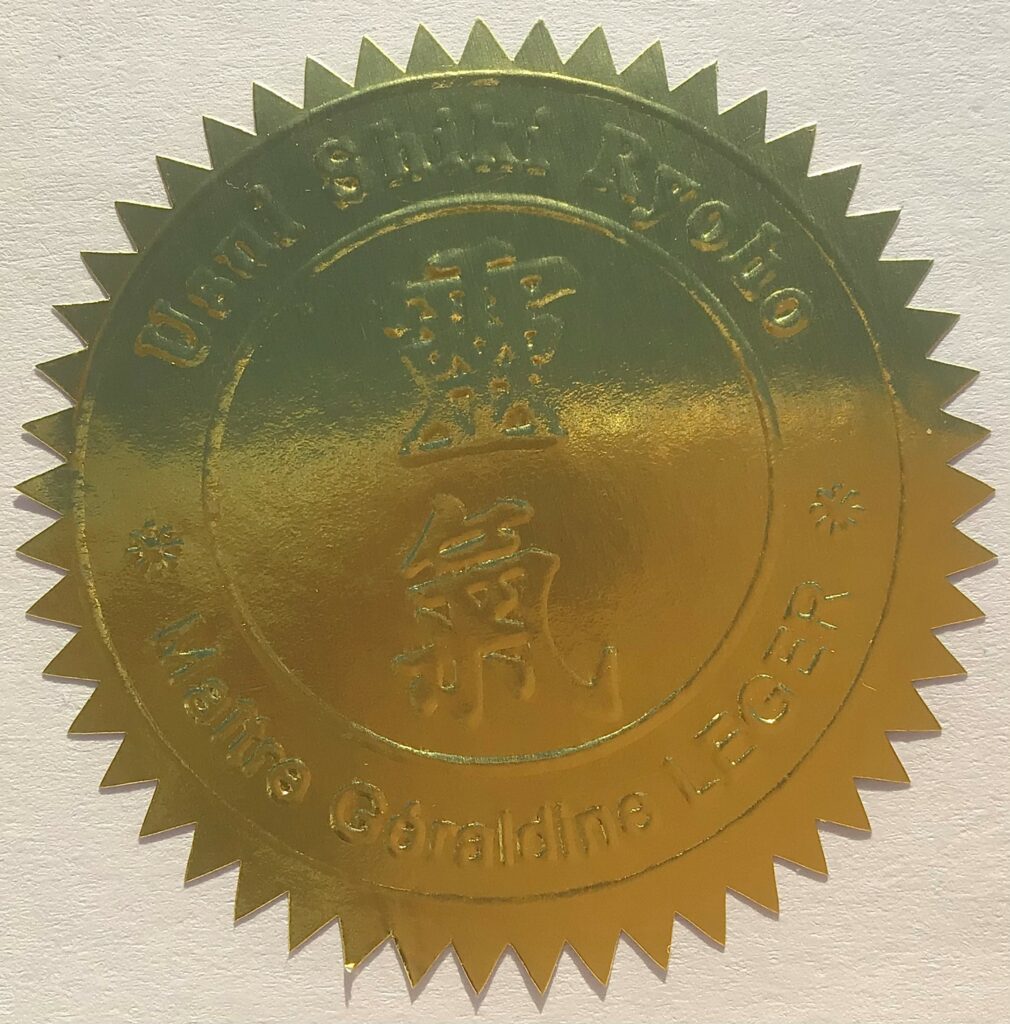 Usui Shiki Ryoho
靈
氣
Maître Géraldine LEGER